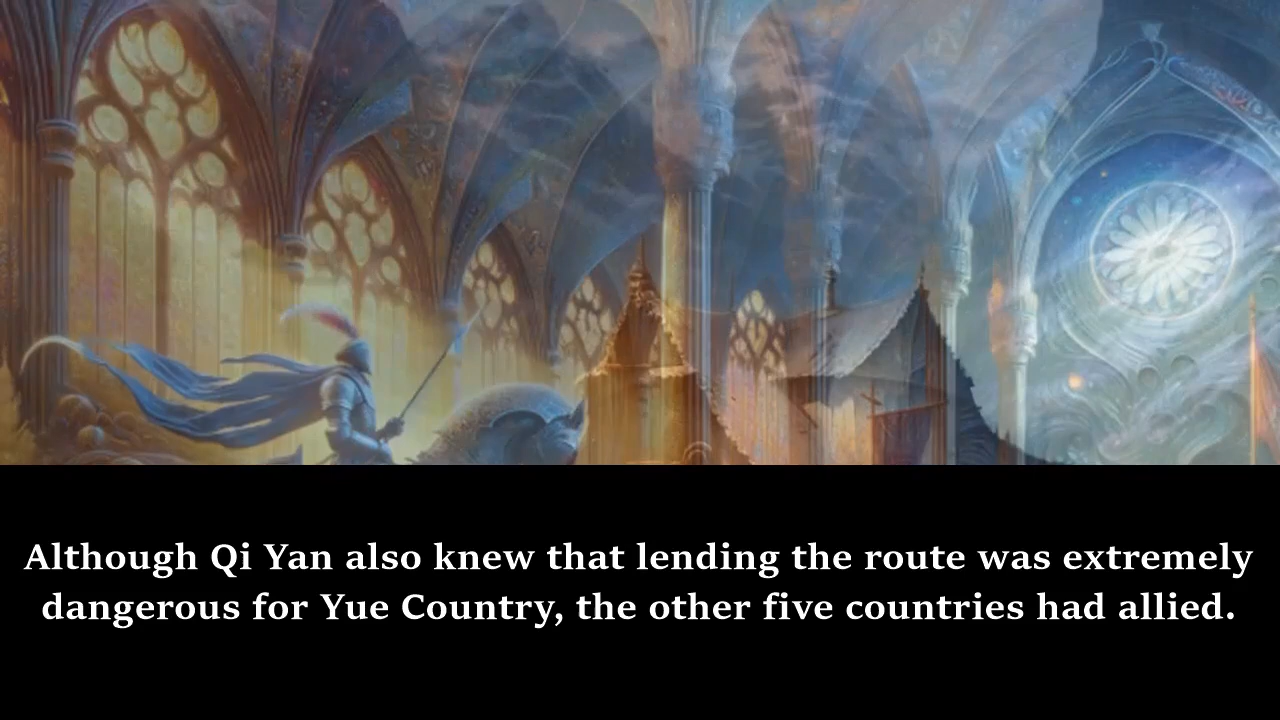 Although Qi Yan also knew that lending the route was extremely
dangerous for Yue Country, the other five countries had allied.